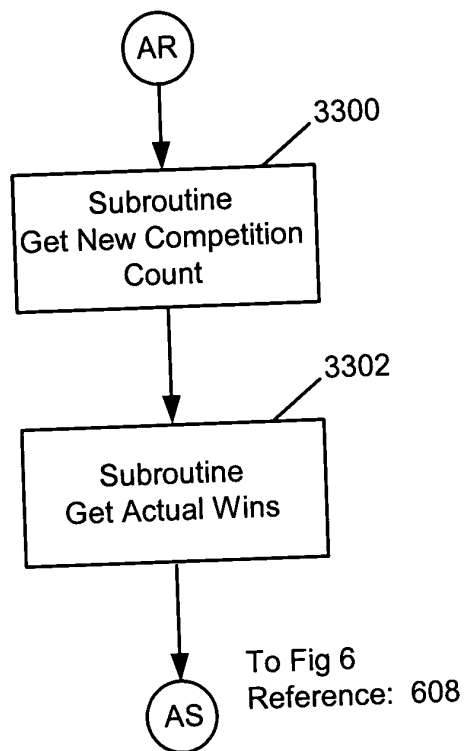 AR
3300
Subroutine
Get New Competition
Count
3302
Subroutine
Get Actual Wins
To Fig 6
Reference: 608
AS